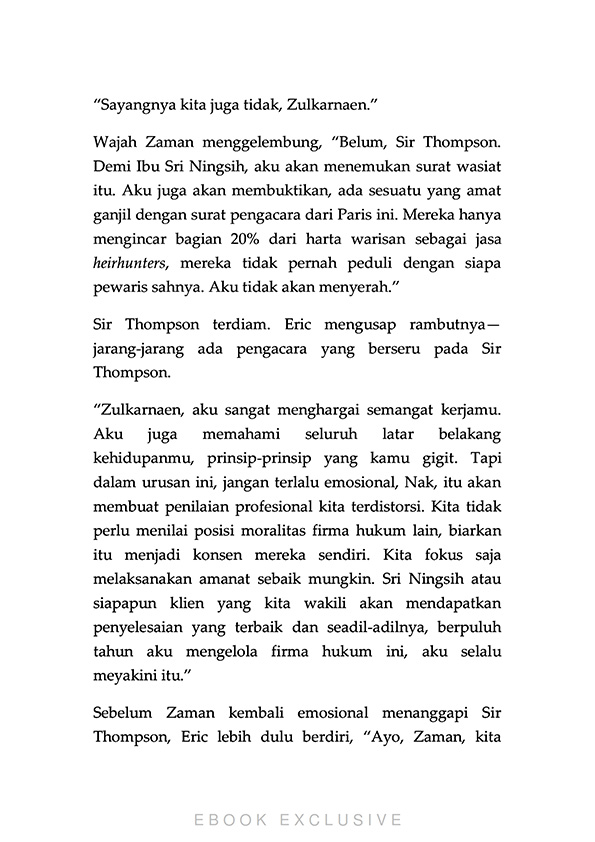 “Sayangnya kita juga tidak, Zulkarnaen.”
Wajah Zaman menggelembung, “Belum, Sir Thompson.
Demi Ibu Sri Ningsih, aku akan menemukan surat wasiat
itu. Aku juga akan membuktikan, ada sesuatu yang amat
ganjil dengan surat pengacara dari Paris ini. Mereka hanya
mengincar bagian 20% dari harta warisan sebagai jasa
heirhunters, mereka tidak pernah peduli dengan siapa
pewaris sahnya. Aku tidak akan menyerah.”
Sir Thompson terdiam. Eric mengusap rambutnya—
jarang-jarang ada pengacara yang berseru pada Sir
Thompson.
“Zulkarnaen, aku sangat menghargai semangat kerjamu.
Aku juga memahami seluruh latar belakang
kehidupanmu, prinsip-prinsip yang kamu gigit. Tapi
dalam urusan ini, jangan terlalu emosional, Nak, itu akan
membuat penilaian profesional kita terdistorsi. Kita tidak
perlu menilai posisi moralitas firma hukum lain, biarkan
itu menjadi konsen mereka sendiri. Kita fokus saja
melaksanakan amanat sebaik mungkin. Sri Ningsih atau
siapapun klien yang kita wakili akan mendapatkan
penyelesaian yang terbaik dan seadil-adilnya, berpuluh
tahun aku mengelola firma hukum ini, aku selalu
meyakini itu.”
Sebelum Zaman kembali emosional menanggapi Sir
Thompson, Eric lebih dulu berdiri, “Ayo, Zaman, kita
EBOOK EXCLUSIVE